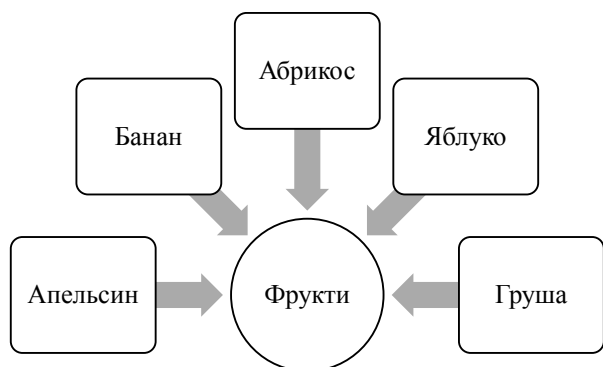 Абрикос
Банан
Яблуко
Апельсин
Фрукти
Груша